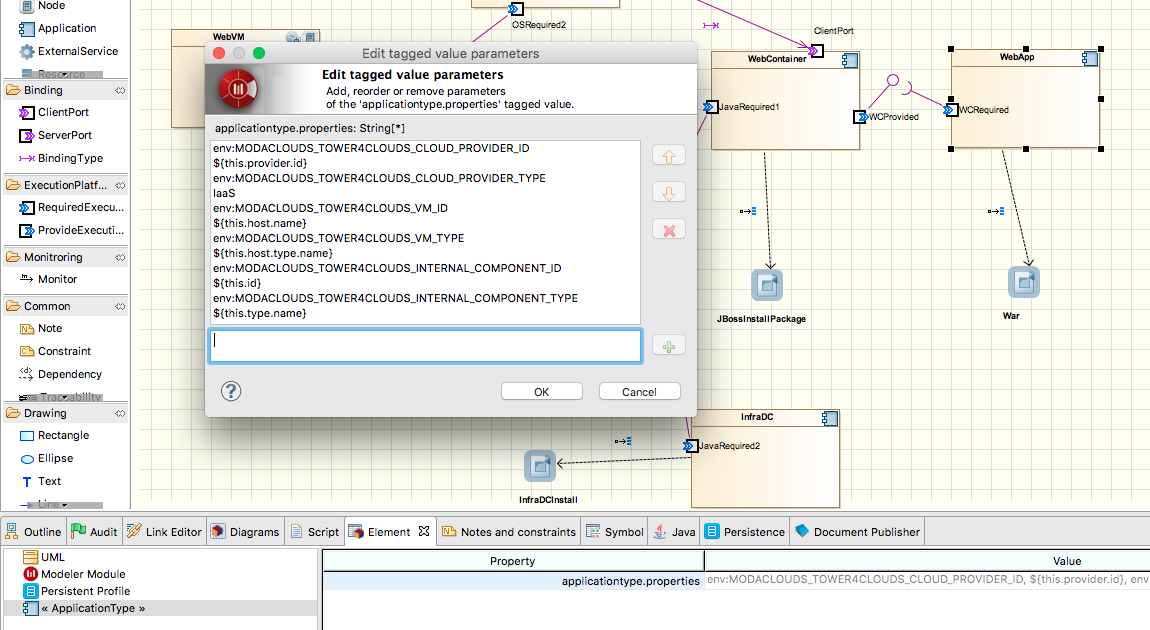 Node
Application
ExternalService
Resource
Binding
ClientPort
ServerPort
BindingType
ExecutionPlatf...
RequiredExecu...
ProvideExecuti...
Monitroring
Monitor
Common
Note
Constraint
Dependency
Traceability
Drawing
Rectangle
Ellipse
Text
Line
OSRequired2
WebVM
ClientPort
WebContainer
WebApp
JavaRequired1
WCProvided
WCRequired
JBossInstallPackage
War
InfraDC
JavaRequired2
InfraDCInstall
Edit tagged value parameters
Edit tagged value parameters
Add, reorder or remove parameters
of the 'applicationtype.properties' tagged value.
applicationtype.properties: String[*]
env:MODACLOUDS_TOWER4CLOUDS_CLOUD_PROVIDER_ID
${this.provider.id}
env:MODACLOUDS_TOWER4CLOUDS_CLOUD_PROVIDER_TYPE
IaaS
env:MODACLOUDS_TOWER4CLOUDS_VM_ID
${this.host.name}
env:MODACLOUDS_TOWER4CLOUDS_VM_TYPE
${this.host.type.name}
env:MODACLOUDS_TOWER4CLOUDS_INTERNAL_COMPONENT_ID
${this.id}
env:MODACLOUDS_TOWER4CLOUDS_INTERNAL_COMPONENT_TYPE
${this.type.name}
?
OK
Cancel
Outline
Audit
Link Editor
Diagrams
Script
Element
Notes and constraints
Symbol
Java
Persistence
Document Publisher
UML
Modeler Module
Persistent Profile
« ApplicationType »
Property
Value
applicationtype.properties
env:MODACLOUDS_TOWER4CLOUDS_CLOUD_PROVIDER_ID, ${this.provider.id}, env